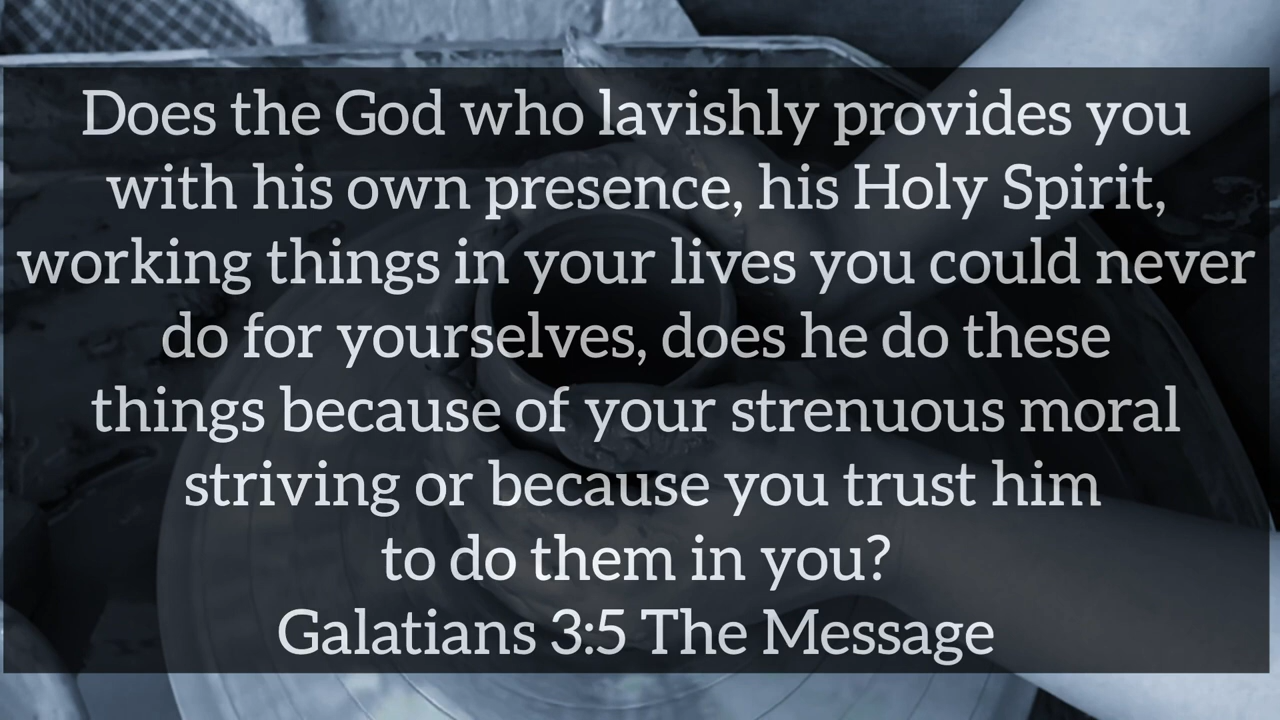 Does the God who lavishly provides you
with his own presence, his Holy Spirit,
working things in your lives you could never
do for yourselves, does he do these
things because of your strenuous moral
striving or because you trust him
to do them in you?
Galatians 3:5 The Message